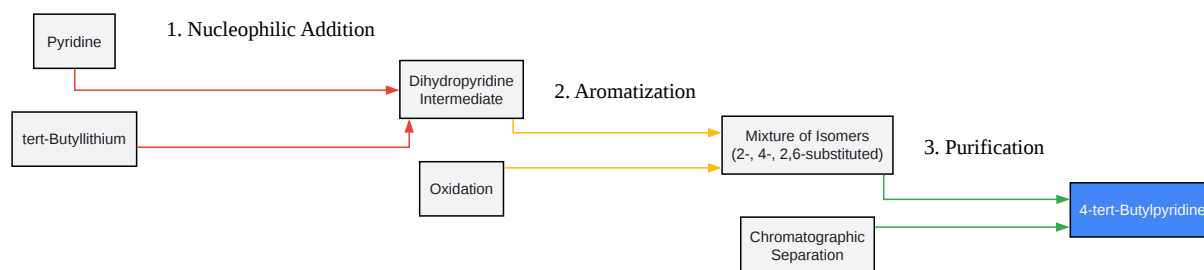 1. Nucleophilic Addition
Pyridine
tert-Butyllithium
Dihydropyridine
Intermediate
2. Aromatization
Oxidation
Mixture of Isomers
(2-, 4-, 2,6-substituted)
3. Purification
Chromatographic
Separation
4-tert-Butylpyridine